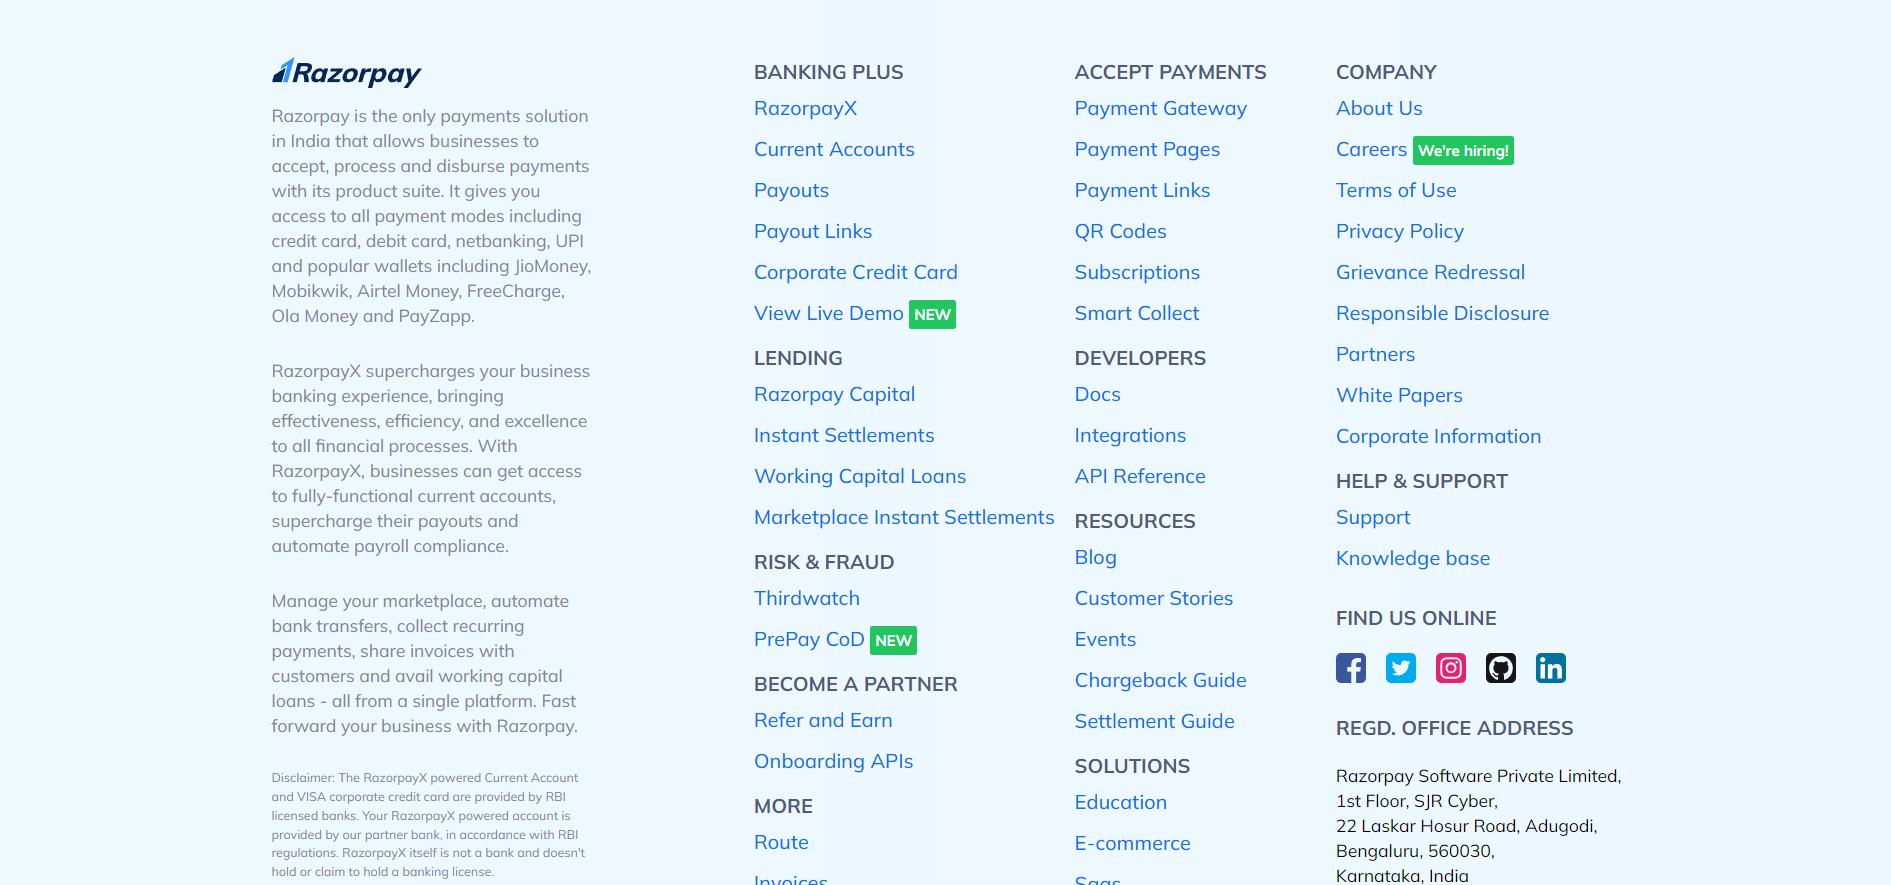 Razorpay
Razorpay is the only payments solution
in India that allows businesses to
accept, process and disburse payments
with its product suite. It gives you
access to all payment modes including
credit card, debit card, netbanking, UPI
and popular wallets including JioMoney,
Mobikwik, Airtel Money, FreeCharge,
Ola Money and PayZapp.
RazorpayX supercharges your business
banking experience, bringing
effectiveness, efficiency, and excellence
to all financial processes. With
RazorpayX, businesses can get access
to fully-functional current accounts,
supercharge their payouts and
automate payroll compliance.
Manage your marketplace, automate
bank transfers, collect recurring
payments, share invoices with
customers and avail working capital
loans - all from a single platform. Fast
forward your business with Razorpay.
Disclaimer: The RazorpayX powered Current Account
and VISA corporate credit card are provided by RBI
licensed banks. Your RazorpayX powered account is
provided by our partner bank, in accordance with RBI
regulations. RazorpayX itself is not a bank and doesn't
hold or claim to hold a banking license.
BANKING PLUS
RazorpayX
Current Accounts
Payouts
Payout Links
Corporate Credit Card
View Live Demo NEW
LENDING
Razorpay Capital
Instant Settlements
Working Capital Loans
Marketplace Instant Settlements
RISK & FRAUD
Thirdwatch
PrePay CoD NEW
BECOME A PARTNER
Refer and Earn
Onboarding APIs
MORE
Route
Invoices
ACCEPT PAYMENTS
Payment Gateway
Payment Pages
Payment Links
QR Codes
Subscriptions
Smart Collect
DEVELOPERS
Docs
Integrations
API Reference
RESOURCES
Blog
Customer Stories
Events
Chargeback Guide
Settlement Guide
SOLUTIONS
Education
E-commerce
Saas
COMPANY
About Us
Careers We're hiring!
Terms of Use
Privacy Policy
Grievance Redressal
Responsible Disclosure
Partners
White Papers
Corporate Information
HELP & SUPPORT
Support
Knowledge base
FIND US ONLINE
REGD. OFFICE ADDRESS
Razorpay Software Private Limited,
1st Floor, SJR Cyber,
22 Laskar Hosur Road, Adugodi,
Bengaluru, 560030,
Karnataka, India